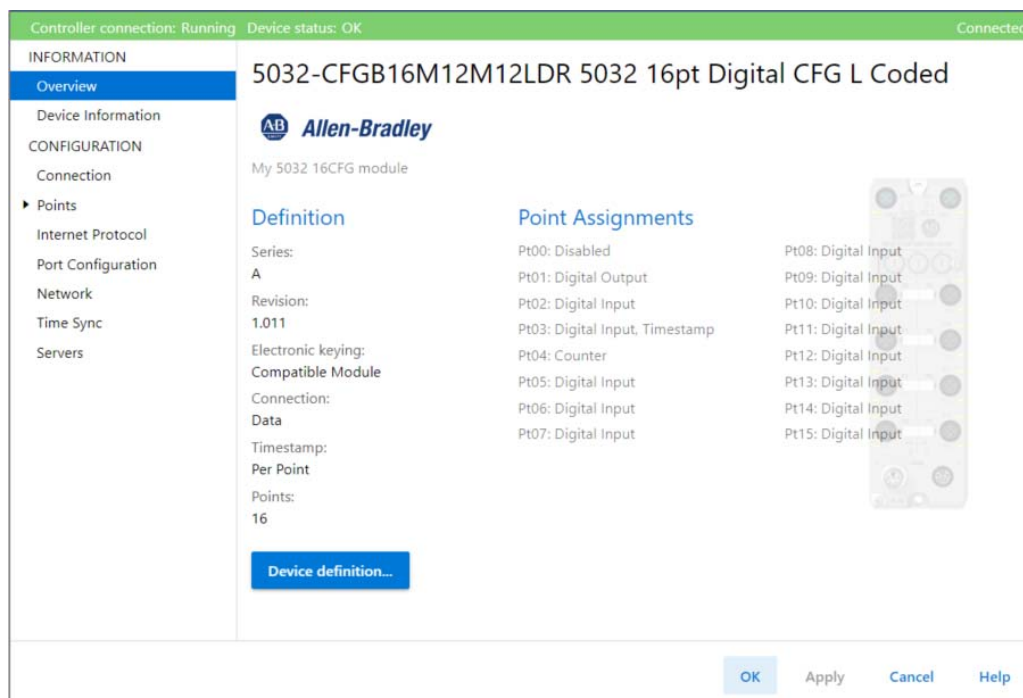 Controller connection: Running Device status: OK Connected
INFORMATION
Overview
Device Information
CONFIGURATION
Connection
Points
Internet Protocol
Port Configuration
Network
Time Sync
Servers
5032-CFGB16M12M12LDR 5032 16pt Digital CFG L Coded
AB Allen-Bradley
My 5032 16CFG module
Definition
Series:
A
Revision:
1.011
Electronic keying:
Compatible Module
Connection:
Data
Timestamp:
Per Point
Points:
16
Device definition...
Point Assignments
Pt00: Disabled
Pt01: Digital Output
Pt02: Digital Input
Pt03: Digital Input, Timestamp
Pt04: Counter
Pt05: Digital Input
Pt06: Digital Input
Pt07: Digital Input
Pt08: Digital Input
Pt09: Digital Input
Pt10: Digital Input
Pt11: Digital Input
Pt12: Digital Input
Pt13: Digital Input
Pt14: Digital Input
Pt15: Digital Input
OK Apply Cancel Help